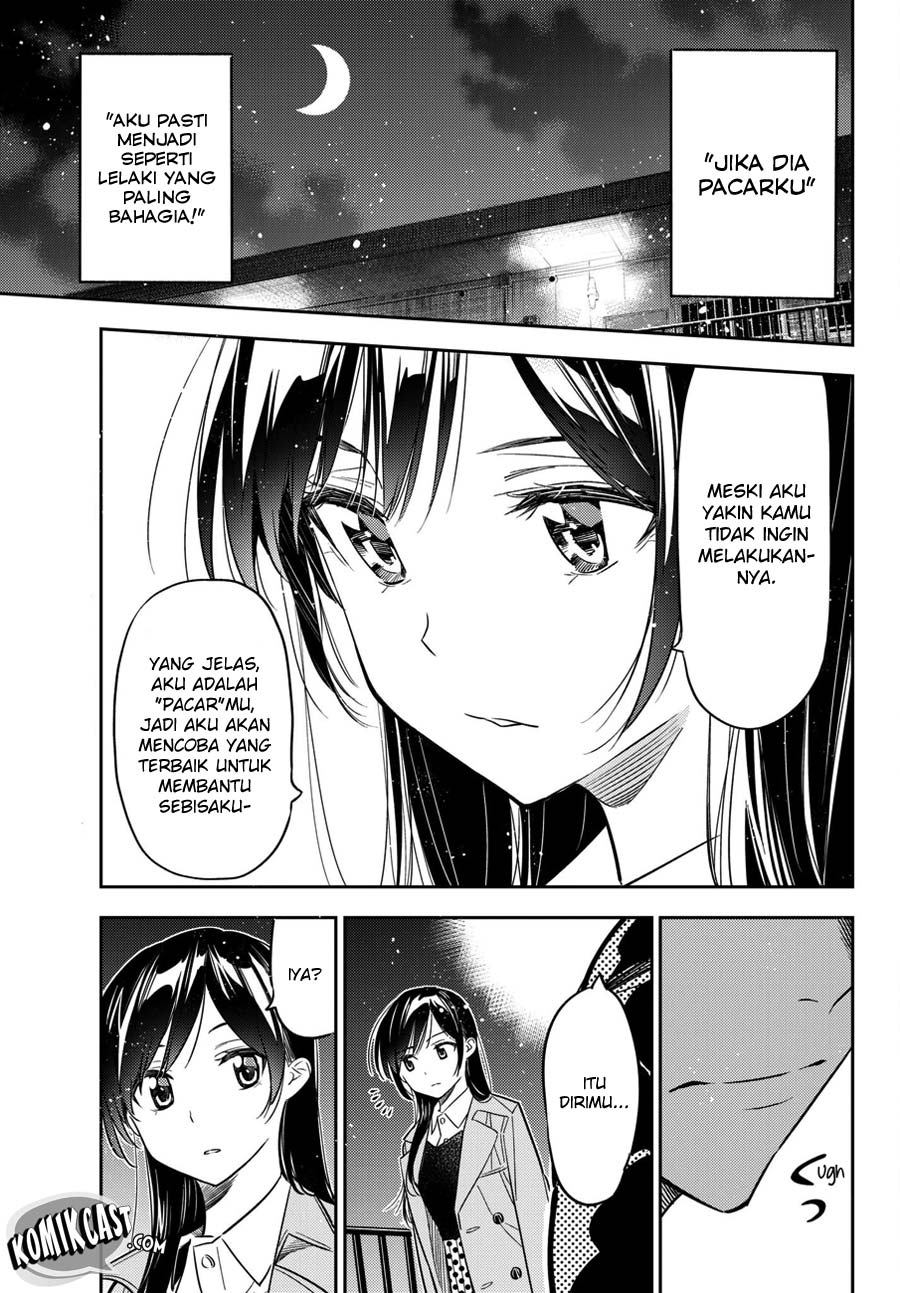 "JIKA DIA
PACARKU"
"AKU PASTI
MENJADI
SEPERTI
LELAKI YANG
PALING
BAHAGIA!"
MESKI AKU
YAKIN KAMU
TIDAK INGIN
MELAKUKAN-
NYA.
YANG JELAS,
AKU ADALAH
"PACAR"MU,
JADI AKU AKAN
MENCOBA YANG
TERBAIK UNTUK
MEMBANTU
SEBISAKU-
ugh
ITU
DIRIMU...
IYA?
KOMIKCAST
.COM